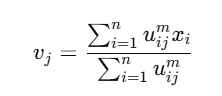 v_j = \frac{\sum_{i=1}^{n} u_{ij}^{m} x_i}{\sum_{i=1}^{n} u_{ij}^{m}}